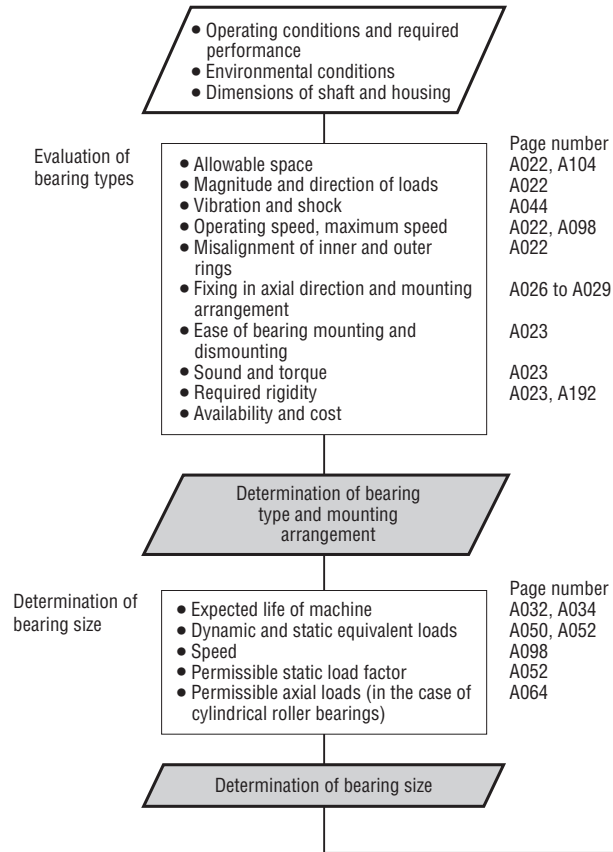 ● Operating conditions and required
performance
● Environmental conditions
● Dimensions of shaft and housing
Evaluation of
bearing types
Page number
● Allowable space A022, A104
● Magnitude and direction of loads A022
● Vibration and shock A044
● Operating speed, maximum speed A022, A098
● Misalignment of inner and outer A022
rings
● Fixing in axial direction and mounting A026 to A029
arrangement
● Ease of bearing mounting and A023
dismounting
● Sound and torque A023
● Required rigidity A023, A192
● Availability and cost
Determination of bearing
type and mounting
arrangement
Determination of
bearing size
Page number
● Expected life of machine A032, A034
● Dynamic and static equivalent loads A050, A052
● Speed A098
● Permissible static load factor A052
● Permissible axial loads (in the case of A064
cylindrical roller bearings)
Determination of bearing size